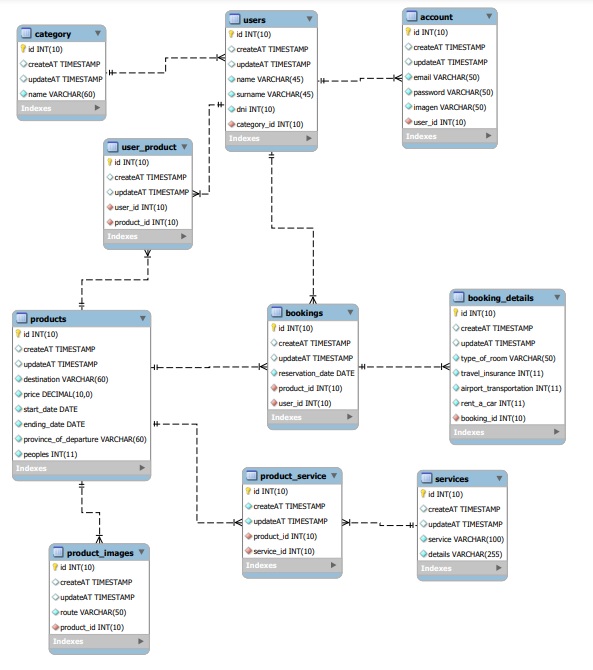 category
id INT(10)
createAT TIMESTAMP
updateAT TIMESTAMP
name VARCHAR(60)
Indexes
users
id INT(10)
createAT TIMESTAMP
updateAT TIMESTAMP
name VARCHAR(45)
surname VARCHAR(45)
dni INT(10)
category_id INT(10)
Indexes
account
id INT(10)
createAT TIMESTAMP
updateAT TIMESTAMP
email VARCHAR(50)
password VARCHAR(50)
imagen VARCHAR(50)
user_id INT(10)
Indexes
user_product
id INT(10)
createAT TIMESTAMP
updateAT TIMESTAMP
user_id INT(10)
product_id INT(10)
Indexes
products
id INT(10)
createAT TIMESTAMP
updateAT TIMESTAMP
destination VARCHAR(60)
price DECIMAL(10,0)
start_date DATE
ending_date DATE
province_of_departure VARCHAR(60)
peoples INT(11)
Indexes
bookings
id INT(10)
createAT TIMESTAMP
updateAT TIMESTAMP
reservation_date DATE
product_id INT(10)
user_id INT(10)
Indexes
booking_details
id INT(10)
createAT TIMESTAMP
updateAT TIMESTAMP
type_of_room VARCHAR(50)
travel_insurance INT(11)
airport_transportation INT(11)
rent_a_car INT(11)
booking_id INT(10)
Indexes
product_service
id INT(10)
createAT TIMESTAMP
updateAT TIMESTAMP
product_id INT(10)
service_id INT(10)
Indexes
services
id INT(10)
createAT TIMESTAMP
updateAT TIMESTAMP
service VARCHAR(100)
details VARCHAR(255)
Indexes
product_images
id INT(10)
createAT TIMESTAMP
updateAT TIMESTAMP
route VARCHAR(50)
product_id INT(10)
Indexes